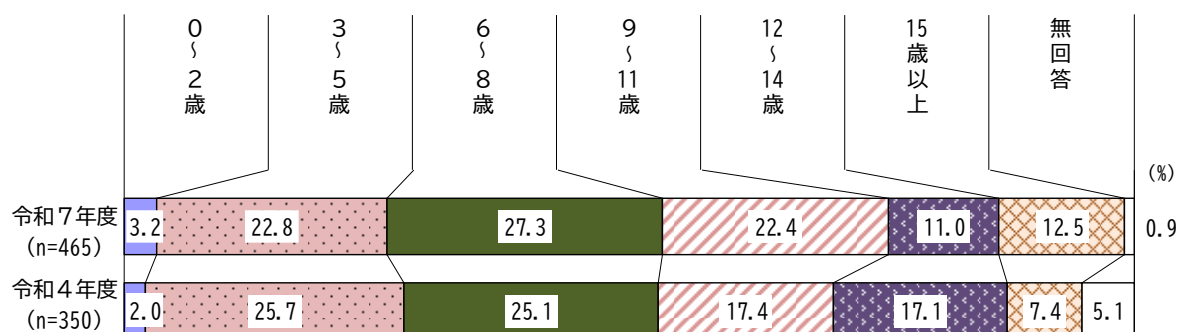 0～2歳
3～5歳
6～8歳
9～11歳
12～14歳
15歳以上
無回答
(%)
令和７年度
(n=465)
3.2
22.8
27.3
22.4
11.0
12.5
0.9
令和４年度
(n=350)
2.0
25.7
25.1
17.4
17.1
7.4
5.1